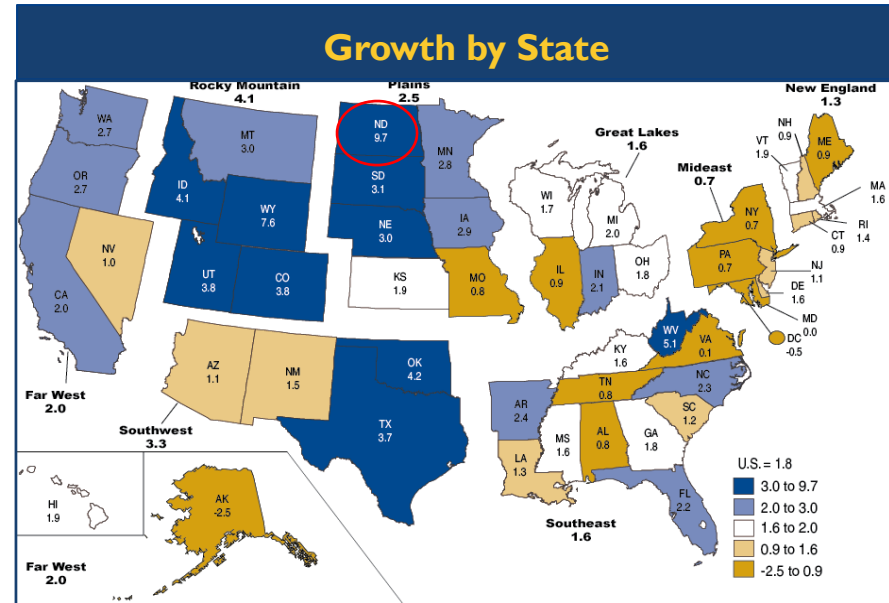 Growth by State
Rocky Mountain
4.1
Plains
2.5
New England
1.3
Great Lakes
1.6
Mideast
0.7
WA
2.7
OR
2.7
CA
2.0
NV
1.0
ID
4.1
MT
3.0
WY
7.6
UT
3.8
CO
3.8
ND
9.7
SD
3.1
NE
3.0
KS
1.9
MN
2.8
IA
2.9
MO
0.8
WI
1.7
MI
2.0
IL
0.9
IN
2.1
OH
1.8
NH
0.9
VT
1.9
ME
0.9
MA
1.6
RI
1.4
CT
0.9
NY
0.7
PA
0.7
NJ
1.1
DE
1.6
MD
0.0
DC
-0.5
AZ
1.1
NM
1.5
OK
4.2
TX
3.7
WV
5.1
VA
0.1
KY
1.6
TN
0.8
NC
2.3
SC
1.2
AR
2.4
LA
1.3
MS
1.6
AL
0.8
GA
1.8
FL
2.2
Far West
2.0
Southwest
3.3
Southeast
1.6
HI
1.9
AK
-2.5
Far West
2.0
U.S. = 1.8
3.0 to 9.7
2.0 to 3.0
1.6 to 2.0
0.9 to 1.6
-2.5 to 0.9